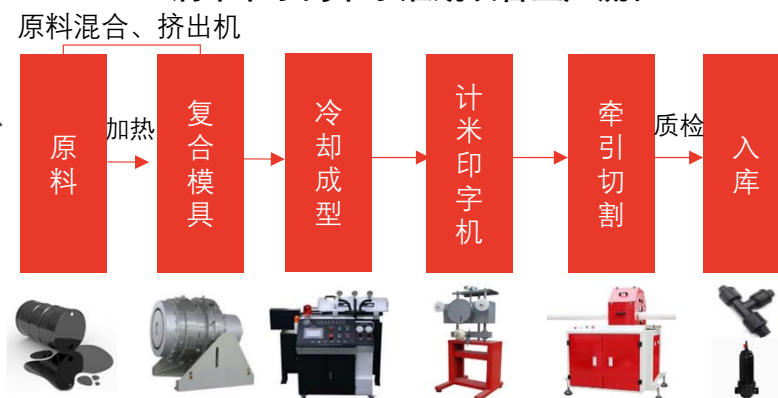 原料混合、挤出机
原料
加热
复合模具
冷却成型
计米印字机
牵引切割
质检
入库